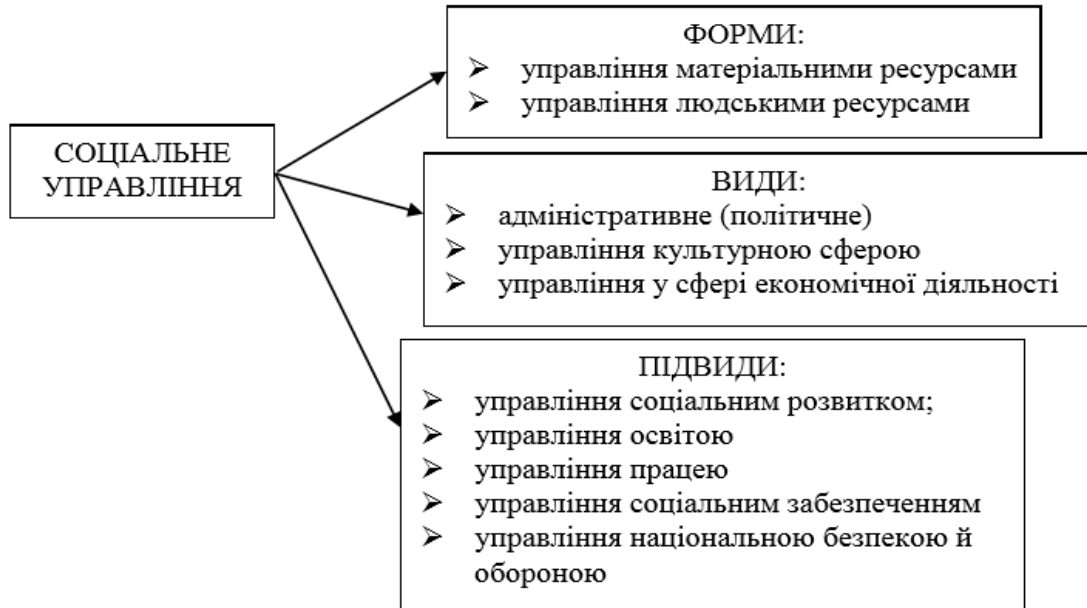 СОЦІАЛЬНЕ
УПРАВЛІННЯ
ФОРМИ:
➢ управління матеріальними ресурсами
➢ управління людськими ресурсами
ВИДИ:
➢ адміністративне (політичне)
➢ управління культурною сферою
➢ управління у сфері економічної діяльності
ПІДВИДИ:
➢ управління соціальним розвитком;
➢ управління освітою
➢ управління працею
➢ управління соціальним забезпеченням
➢ управління національною безпекою й
обороною